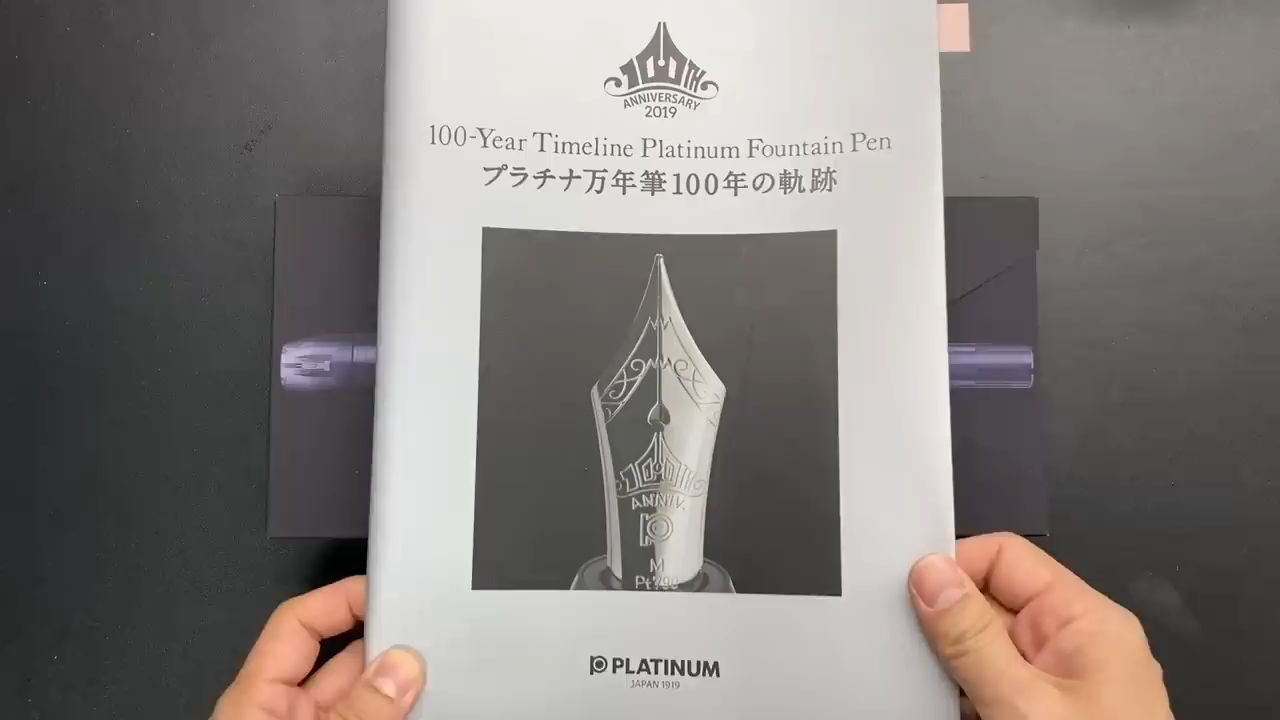 100TH
ANNIVERSARY
2019
100-Year Timeline Platinum Fountain Pen
プラチナ万年筆100年の軌跡
100TH
ANNIV.
P
M
PLATINUM
JAPAN 1919